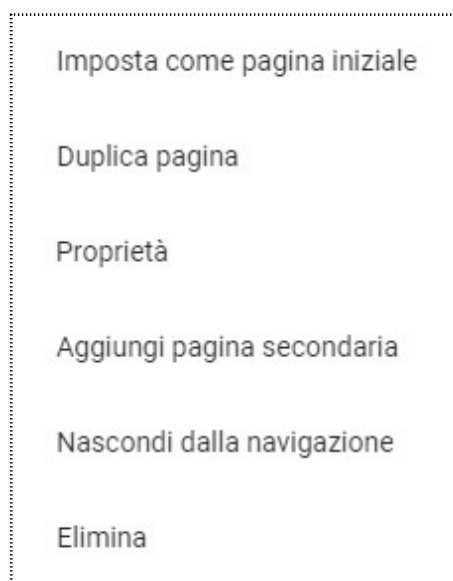 Imposta come pagina iniziale
Duplica pagina
Proprietà
Aggiungi pagina secondaria
Nascondi dalla navigazione
Elimina